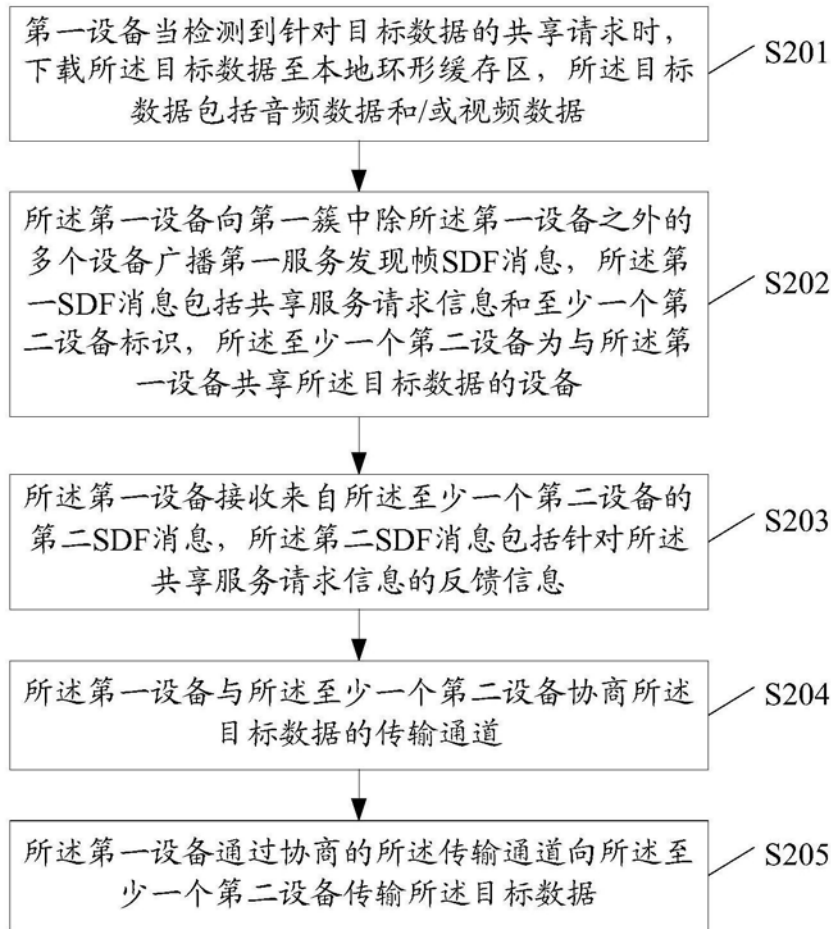 第一设备当检测到针对目标数据的共享请求时，
下载所述目标数据至本地环形缓存区，所述目标
数据包括音频数据和/或视频数据
S201
所述第一设备向第一簇中除所述第一设备之外的
多个设备广播第一服务发现帧SDF消息，所述第
一SDF消息包括共享服务请求信息和至少一个第
二设备标识，所述至少一个第二设备为与所述第
一设备共享所述目标数据的设备
S202
所述第一设备接收来自所述至少一个第二设备的
第二SDF消息，所述第二SDF消息包括针对所述
共享服务请求信息的反馈信息
S203
所述第一设备与所述至少一个第二设备协商所述
目标数据的传输通道
S204
所述第一设备通过协商的所述传输通道向所述至
少一个第二设备传输所述目标数据
S205